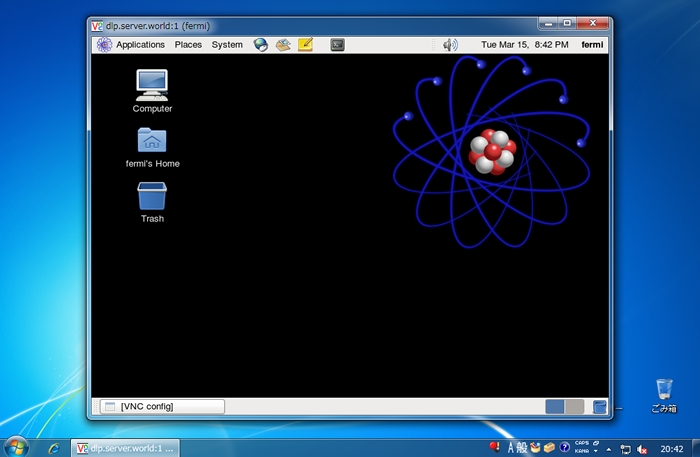 dlp.server.world:1 (fermi)
Applications Places System Tue Mar 15, 8:42 PM fermi
Computer
fermi's Home
Trash
[VNC config]
ごみ箱
dlp.server.world:1 ...
A 般 CAPS KANA 20:42